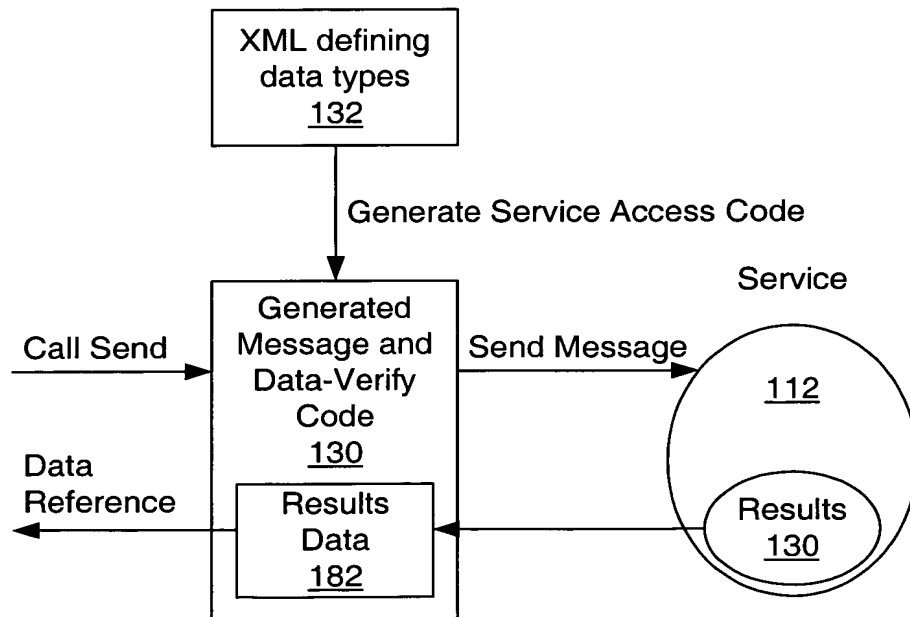 XML defining
data types
132
Generate Service Access Code
Service
Call Send
Generated
Message and
Data-Verify
Code
130
Send Message
112
Data
Reference
Results
Data
182
Results
130